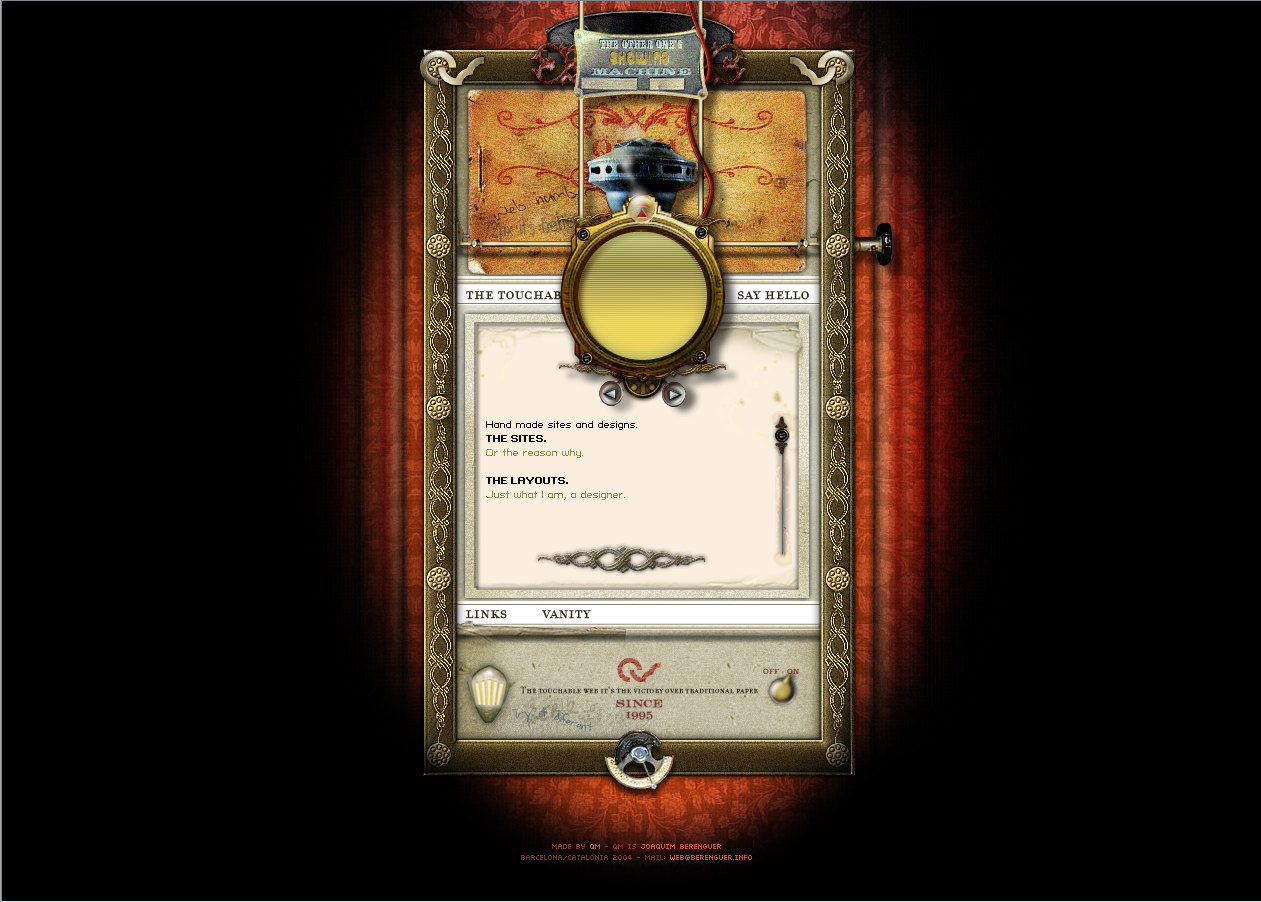 THE OTHER ONE'S
SHOWING
MACHINE
web numb
THE TOUCHAB
SAY HELLO
Hand made sites and designs.
THE SITES.
Or the reason why.
THE LAYOUTS.
Just what I am, a designer.
LINKS VANITY
OFF - ON
THE TOUCHABLE WEB IT'S THE VICTORY OVER TRADITIONAL PAPER
SINCE
1995
MADE BY QM - QM IS JOAQUIM BERENGUER
BARCELONA/CATALONIA 2004 - MAIL: WEB@BERENGUER.INFO